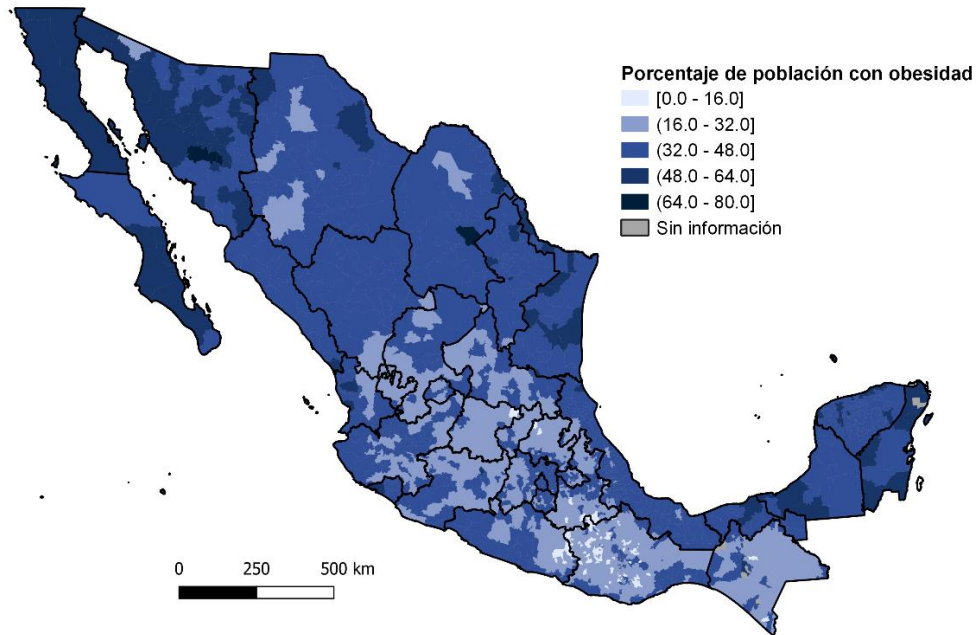 Porcentaje de población con obesidad
[0.0 - 16.0]
(16.0 - 32.0]
(32.0 - 48.0]
(48.0 - 64.0]
(64.0 - 80.0]
Sin información
0 250 500 km